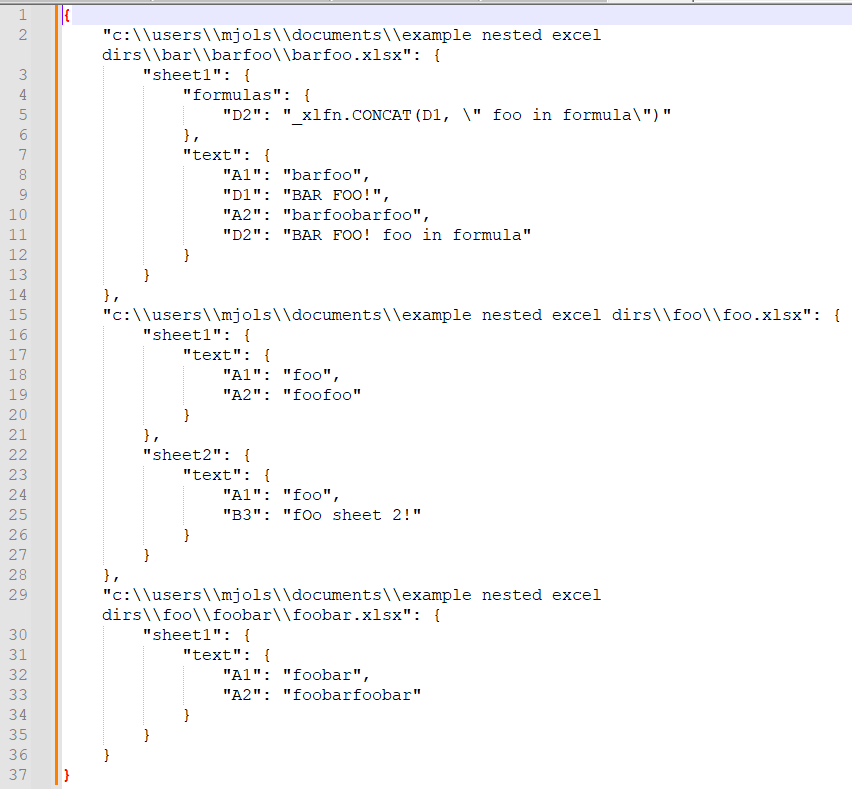 1 {
2 "c:\\users\\mjols\\documents\\example nested excel
dirs\\bar\\barfoo\\barfoo.xlsx": {
3 "sheet1": {
4 "formulas": {
5 "D2": "_xlfn.CONCAT(D1, \" foo in formula\")"
6 },
7 "text": {
8 "A1": "barfoo",
9 "D1": "BAR FOO!",
10 "A2": "barfoobarfoo",
11 "D2": "BAR FOO! foo in formula"
12 }
13 }
14 },
15 "c:\\users\\mjols\\documents\\example nested excel dirs\\foo\\foo.xlsx": {
16 "sheet1": {
17 "text": {
18 "A1": "foo",
19 "A2": "foofoo"
20 }
21 },
22 "sheet2": {
23 "text": {
24 "A1": "foo",
25 "B3": "fOo sheet 2!"
26 }
27 }
28 },
29 "c:\\users\\mjols\\documents\\example nested excel
dirs\\foo\\foobar\\foobar.xlsx": {
30 "sheet1": {
31 "text": {
32 "A1": "foobar",
33 "A2": "foobarfoobar"
34 }
35 }
36 }
37 }